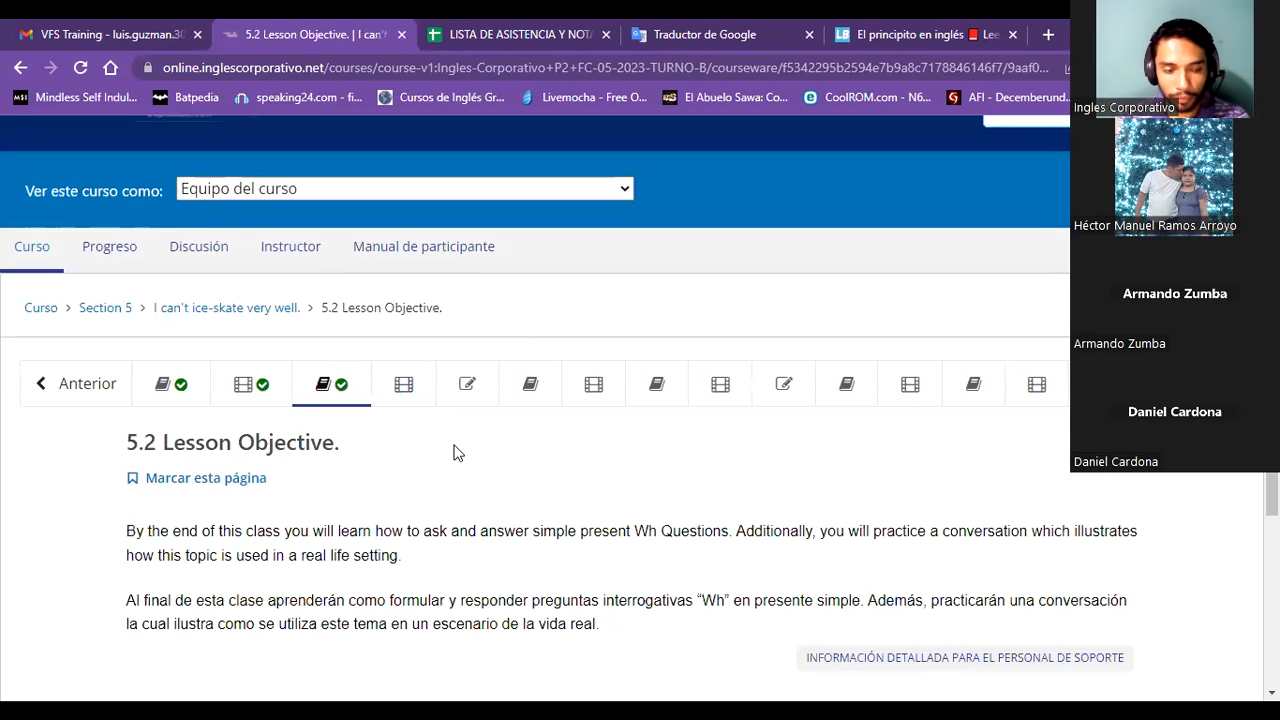 VFS Training - luis.guzman.30
5.2 Lesson Objective. | I can't
LISTA DE ASISTENCIA Y NOTA
Traductor de Google
El principito en inglés
Lee
online.inglescorporativo.net/courses/course-v1:Ingles-Corporativo+P2+FC-05-2023-TURNO-B/courseware/f5342295b2594e7b9a8c7178846146f7/9aaf0...
Mindless Self Indul...
Batpedia
speaking24.com - fi...
Cursos de Inglés Gr...
Livemocha - Free O...
El Abuelo Sawa: Co...
CoolROM.com - N6...
AFI - Decemberund...
Ingles Corporativo
Héctor Manuel Ramos Arroyo
Armando Zumba
Armando Zumba
Daniel Cardona
Daniel Cardona
Ver este curso como:
Equipo del curso
Curso
Progreso
Discusión
Instructor
Manual de participante
Curso > Section 5 > I can't ice-skate very well. > 5.2 Lesson Objective.
Anterior
5.2 Lesson Objective.
Marcar esta página
By the end of this class you will learn how to ask and answer simple present Wh Questions. Additionally, you will practice a conversation which illustrates
how this topic is used in a real life setting.
Al final de esta clase aprenderán como formular y responder preguntas interrogativas “Wh” en presente simple. Además, practicarán una conversación
la cual ilustra como se utiliza este tema en un escenario de la vida real.
INFORMACIÓN DETALLADA PARA EL PERSONAL DE SOPORTE